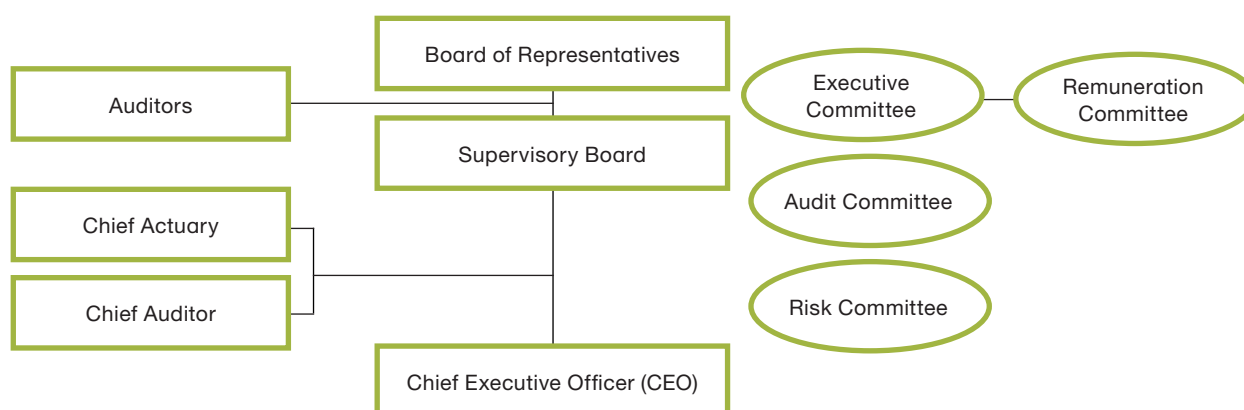 Board of Representatives
Auditors
Executive
Committee
Remuneration
Committee
Supervisory Board
Audit Committee
Chief Actuary
Chief Auditor
Risk Committee
Chief Executive Officer (CEO)